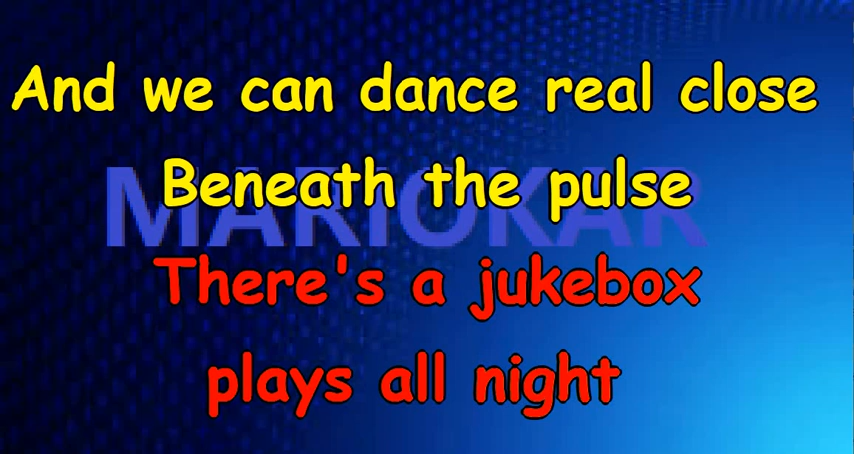 And we can dance real close
Beneath the pulse
MARIOKAR
There's a jukebox
plays all night